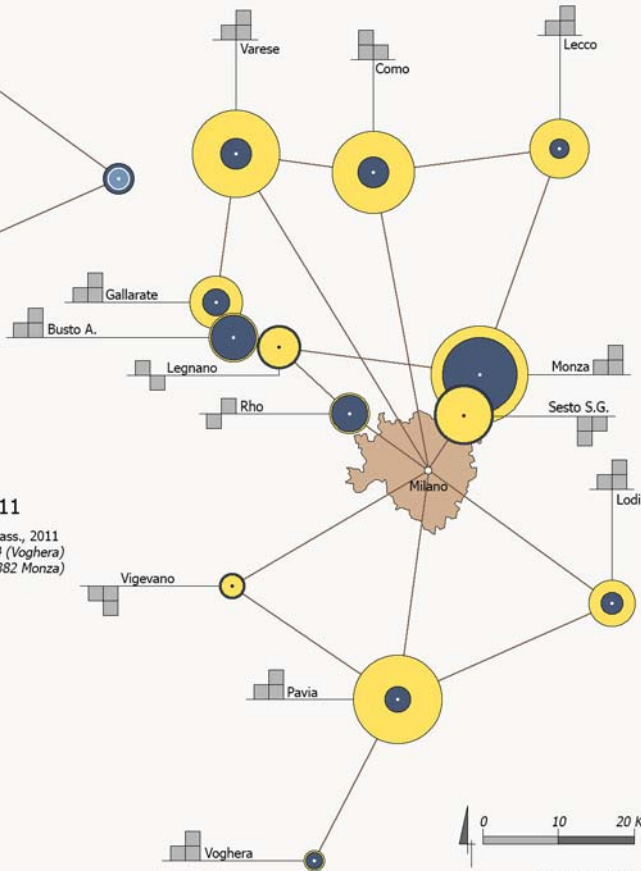 Varese
Como
Lecco
Gallarate
Busto A.
Legnano
Rho
Monza
Sesto S.G.
Milano
Lodi
11
ass., 2011
(Voghera)
382 Monza)
Vigevano
Pavia
Voghera
0 10 20